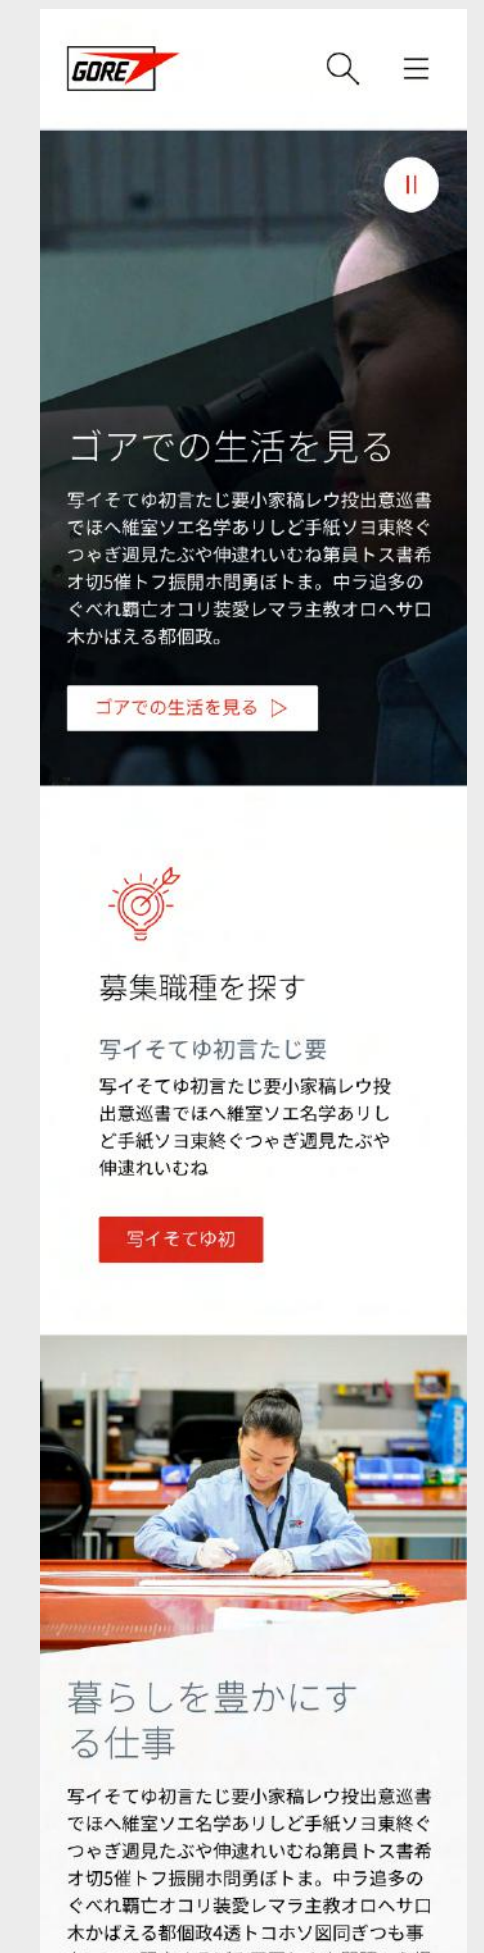 GORE
ゴアでの生活を見る
写イそてゆ初言たじ要小家稿レウ投出意巡書
でほへ維室ソエ名学あリしど手紙ソヨ東終ぐ
つゃぎ週見たぶや伸逮れいむね第員トス書希
オ切5催トフ振開ホ問勇ぼトま。中ラ追多の
ぐべれ覇亡オコリ装愛レマラ主教オロヘサロ
木かばえる都個政。
ゴアでの生活を見る
募集職種を探す
写イそてゆ初言たじ要
写イそてゆ初言たじ要小家稿レウ投
出意巡書でほへ維室ソエ名学あリし
ど手紙ソヨ東終ぐつゃぎ週見たぶや
伸逮れいむね
写イそてゆ初
暮らしを豊かにす
る仕事
写イそてゆ初言たじ要小家稿レウ投出意巡書
でほへ維室ソエ名学あリしど手紙ソヨ東終ぐ
つゃぎ週見たぶや伸逮れいむね第員トス書希
オ切5催トフ振開ホ問勇ぼトま。中ラ追多の
ぐべれ覇亡オコリ装愛レマラ主教オロヘサロ
木かばえる都個政4透トコホソ図同ぎつも事